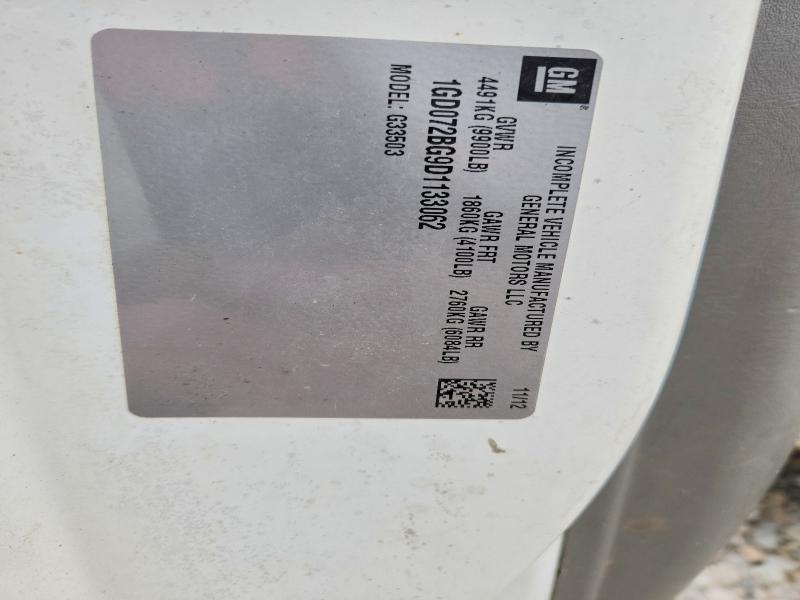 GM
INCOMPLETE VEHICLE MANUFACTURED BY
GENERAL MOTORS LLC
11/12
GVWR GAWR FRT GAWR RR
4491KG (9900LB) 1860KG (4100LB) 2760KG (6084LB)
1GD072BG9D1133062
MODEL: G33503